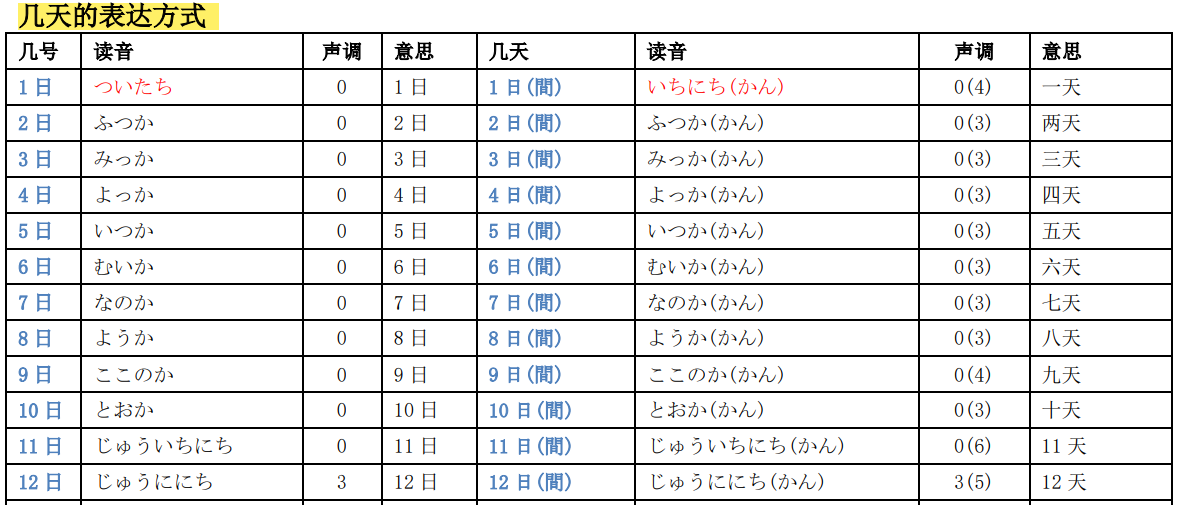 几天的表达方式
几号 读音 声调 意思 几天 读音 声调 意思
1日 ついたち 0 1日 1日(間) いちにち(かん) 0(4) 一天
2日 ふつか 0 2日 2日(間) ふつか(かん) 0(3) 两天
3日 みっか 0 3日 3日(間) みっか(かん) 0(3) 三天
4日 よっか 0 4日 4日(間) よっか(かん) 0(3) 四天
5日 いつか 0 5日 5日(間) いつか(かん) 0(3) 五天
6日 むいか 0 6日 6日(間) むいか(かん) 0(3) 六天
7日 なのか 0 7日 7日(間) なのか(かん) 0(3) 七天
8日 ようか 0 8日 8日(間) ようか(かん) 0(3) 八天
9日 ここのか 0 9日 9日(間) ここのか(かん) 0(4) 九天
10日 とおか 0 10日 10日(間) とおか(かん) 0(3) 十天
11日 じゅういちにち 0 11日 11日(間) じゅういちにち(かん) 0(6) 11天
12日 じゅうににち 3 12日 12日(間) じゅうににち(かん) 3(5) 12天